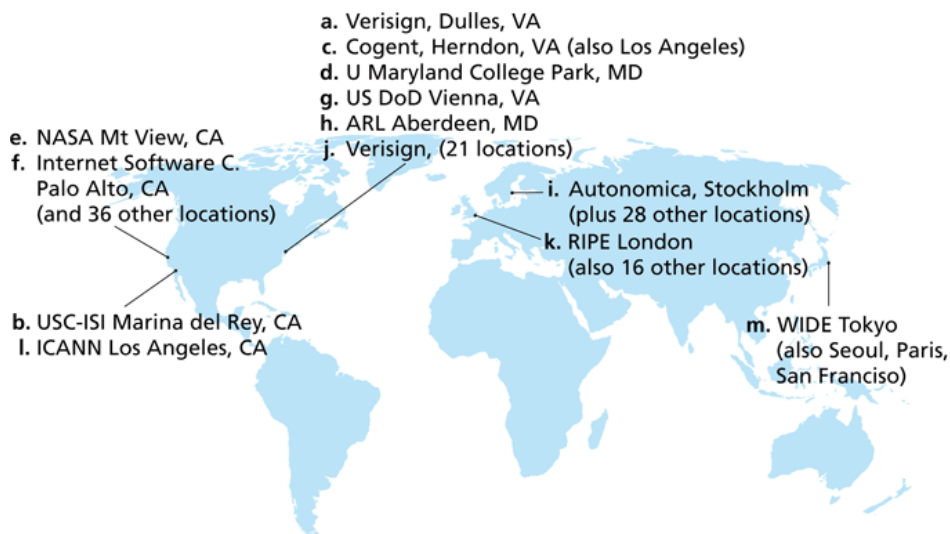 a. Verisign, Dulles, VA
c. Cogent, Herndon, VA (also Los Angeles)
d. U Maryland College Park, MD
g. US DoD Vienna, VA
h. ARL Aberdeen, MD
j. Verisign, (21 locations)
e. NASA Mt View, CA
f. Internet Software C.
Palo Alto, CA
(and 36 other locations)
i. Autonomica, Stockholm
(plus 28 other locations)
k. RIPE London
(also 16 other locations)
b. USC-ISI Marina del Rey, CA
l. ICANN Los Angeles, CA
m. WIDE Tokyo
(also Seoul, Paris,
San Franciso)